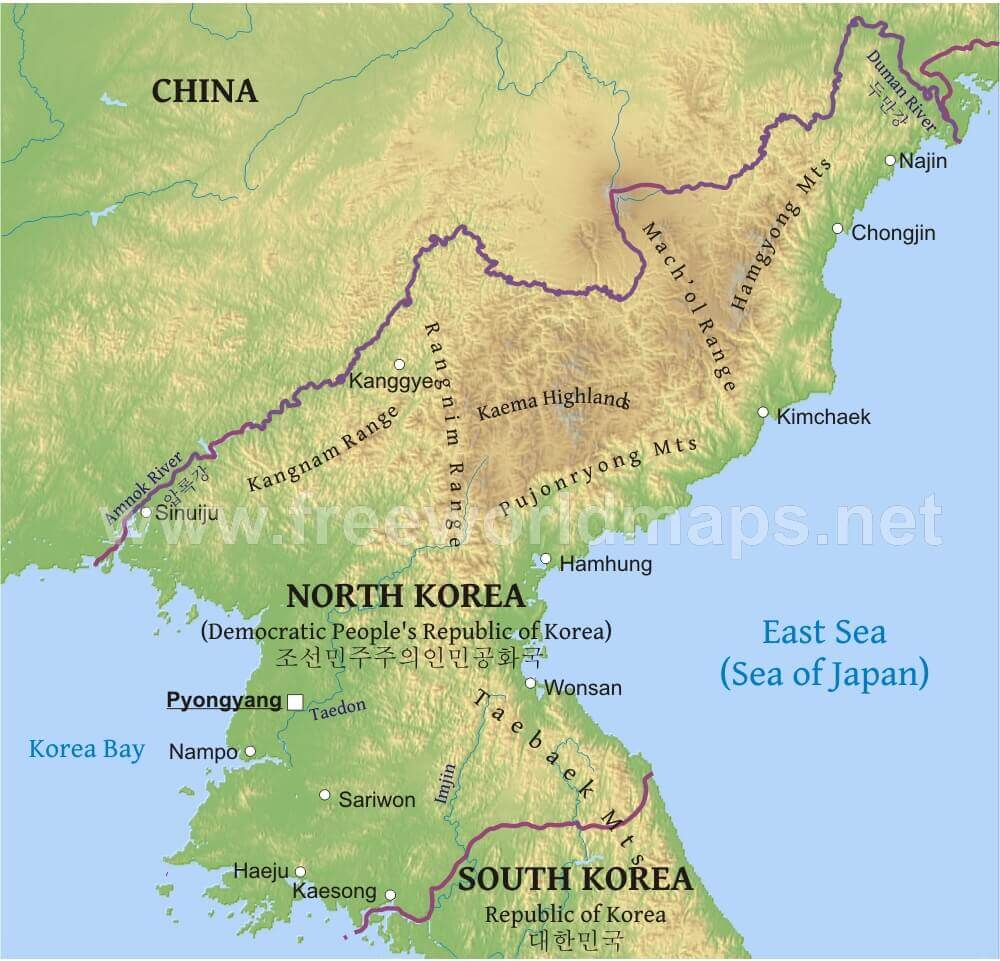 CHINA
Duman River
두만강
Najin
Hamgyong Mts
Chongjin
Mach'ol Range
Rangnim Range
Kanggye
Kaema Highlands
Kimchaek
Kangnam Range
Pujonryong Mts
Amnok River
압록강
Sinuiju
www.freeworldmaps.net
Hamhung
NORTH KOREA
(Democratic People's Republic of Korea)
조선민주주의인민공화국
East Sea
(Sea of Japan)
Wonsan
Pyongyang
Taedon
Taebaek Mts
Korea Bay
Nampo
Imjin
Sariwon
Haeju
Kaesong
SOUTH KOREA
Republic of Korea
대한민국